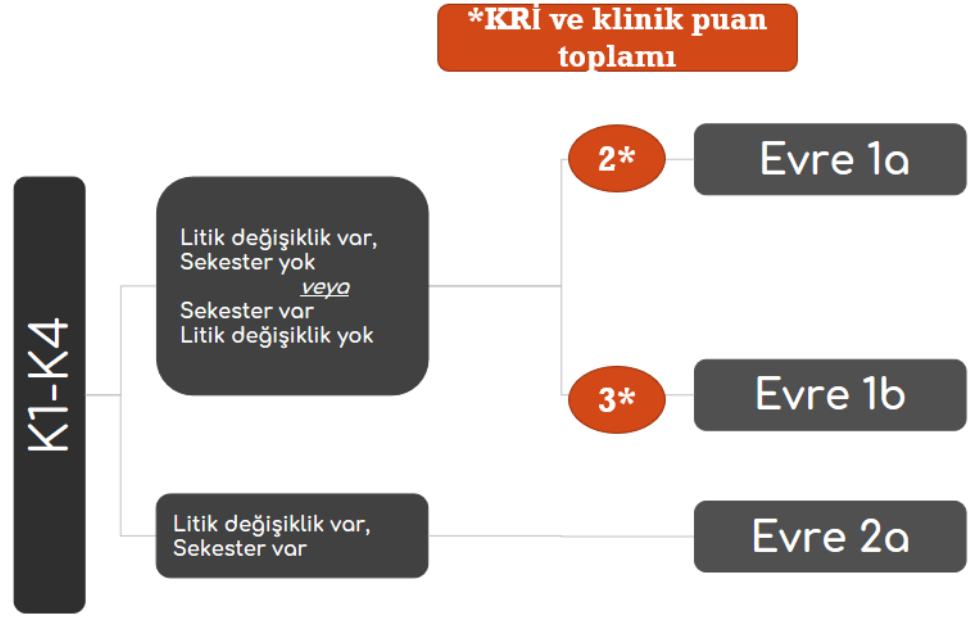 *KRİ ve klinik puan
toplamı
K1-K4
Litik değişiklik var,
Sekester yok
veya
Sekester var
Litik değişiklik yok
2*
Evre 1a
3*
Evre 1b
Litik değişiklik var,
Sekester var
Evre 2a